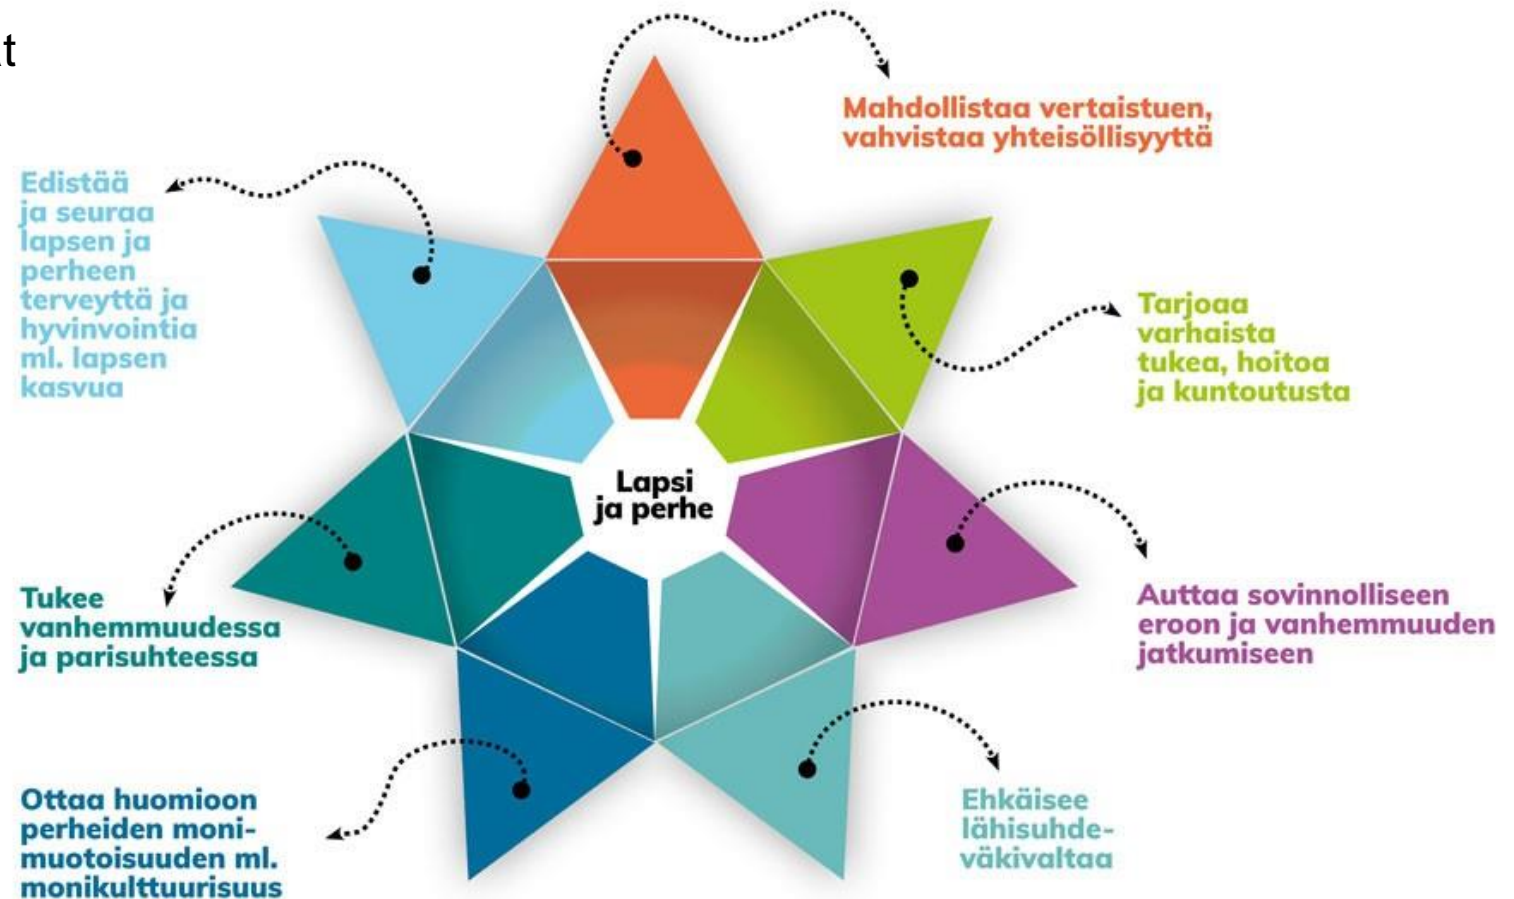 Mahdollistaa vertaistuen,
vahvistaa yhteisöllisyyttä
Edistää
ja seuraa
lapsen ja
perheen
terveyttä ja
hyvinvointia
ml. lapsen
kasvua
Tarjoaa
varhaista
tukea, hoitoa
ja kuntoutusta
Lapsi
ja perhe
Tukee
vanhemmuudessa
ja parisuhteessa
Auttaa sovinnolliseen
eroon ja vanhemmuuden
jatkumiseen
Ottaa huomioon
perheiden moni-
muotoisuuden ml.
monikulttuurisuus
Ehkäisee
lähisuhde-
väkivaltaa